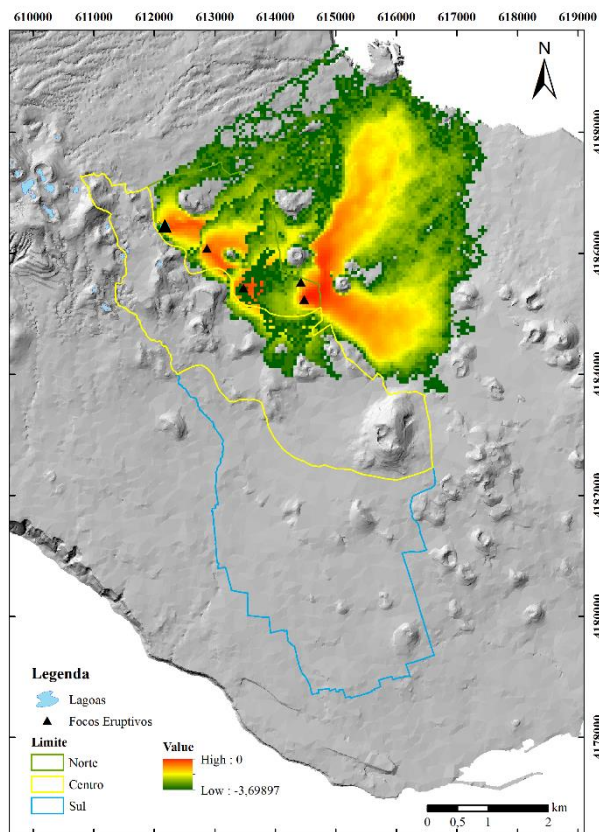 610000 611000 612000 613000 614000 615000 616000 617000 619000
N
4188000
4186000
4184000
4182000
4180000
4178000
Legenda
Lagoas
Focos Eruptivos
Limite
Norte
Centro
Sul
Value
High : 0
Low : -3,69897
km
0 0,5 1 2